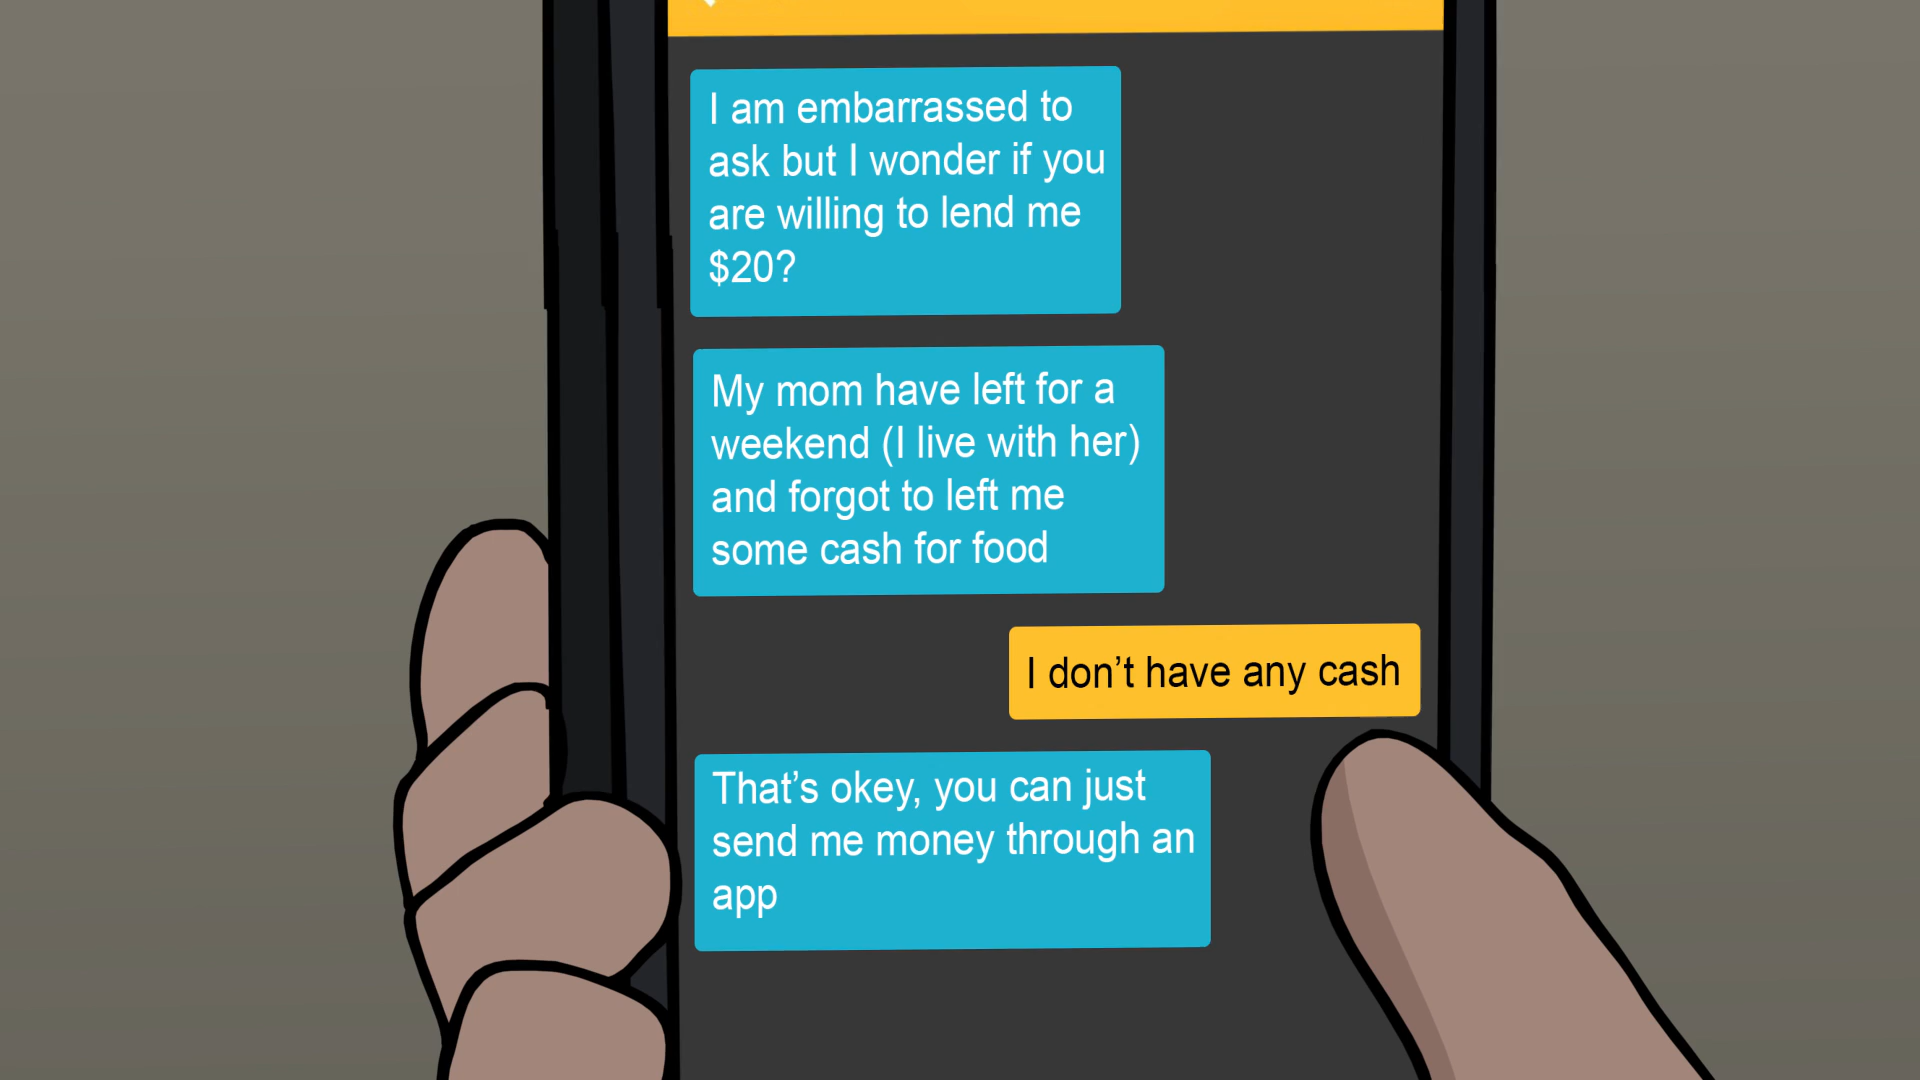 I am embarrassed to
ask but I wonder if you
are willing to lend me
$20?
My mom have left for a
weekend (I live with her)
and forgot to left me
some cash for food
I don’t have any cash
That’s okey, you can just
send me money through an
app